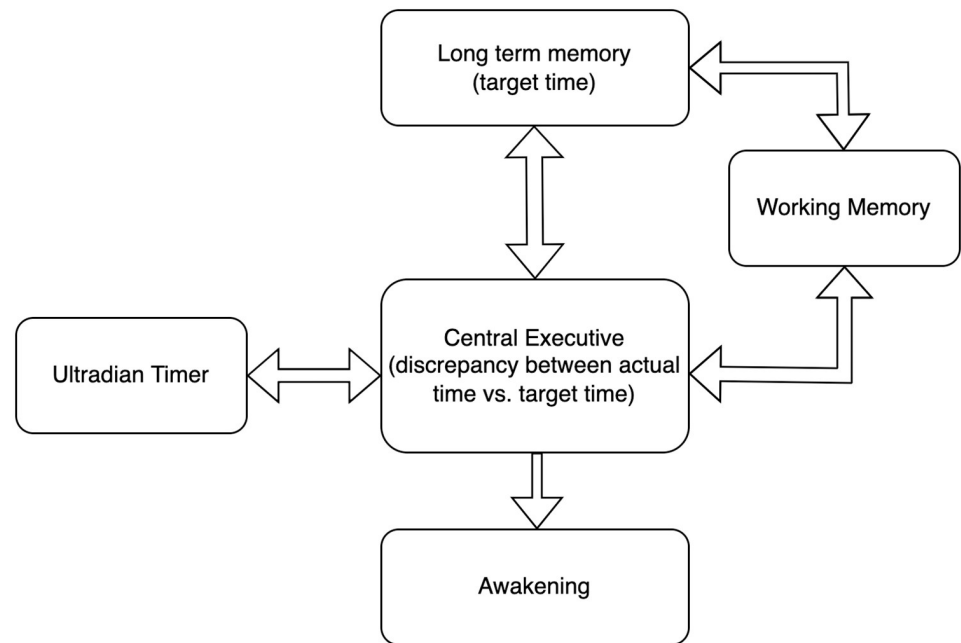 Long term memory
(target time)
Working Memory
Central Executive
(discrepancy between actual
time vs. target time)
Ultradian Timer
Awakening